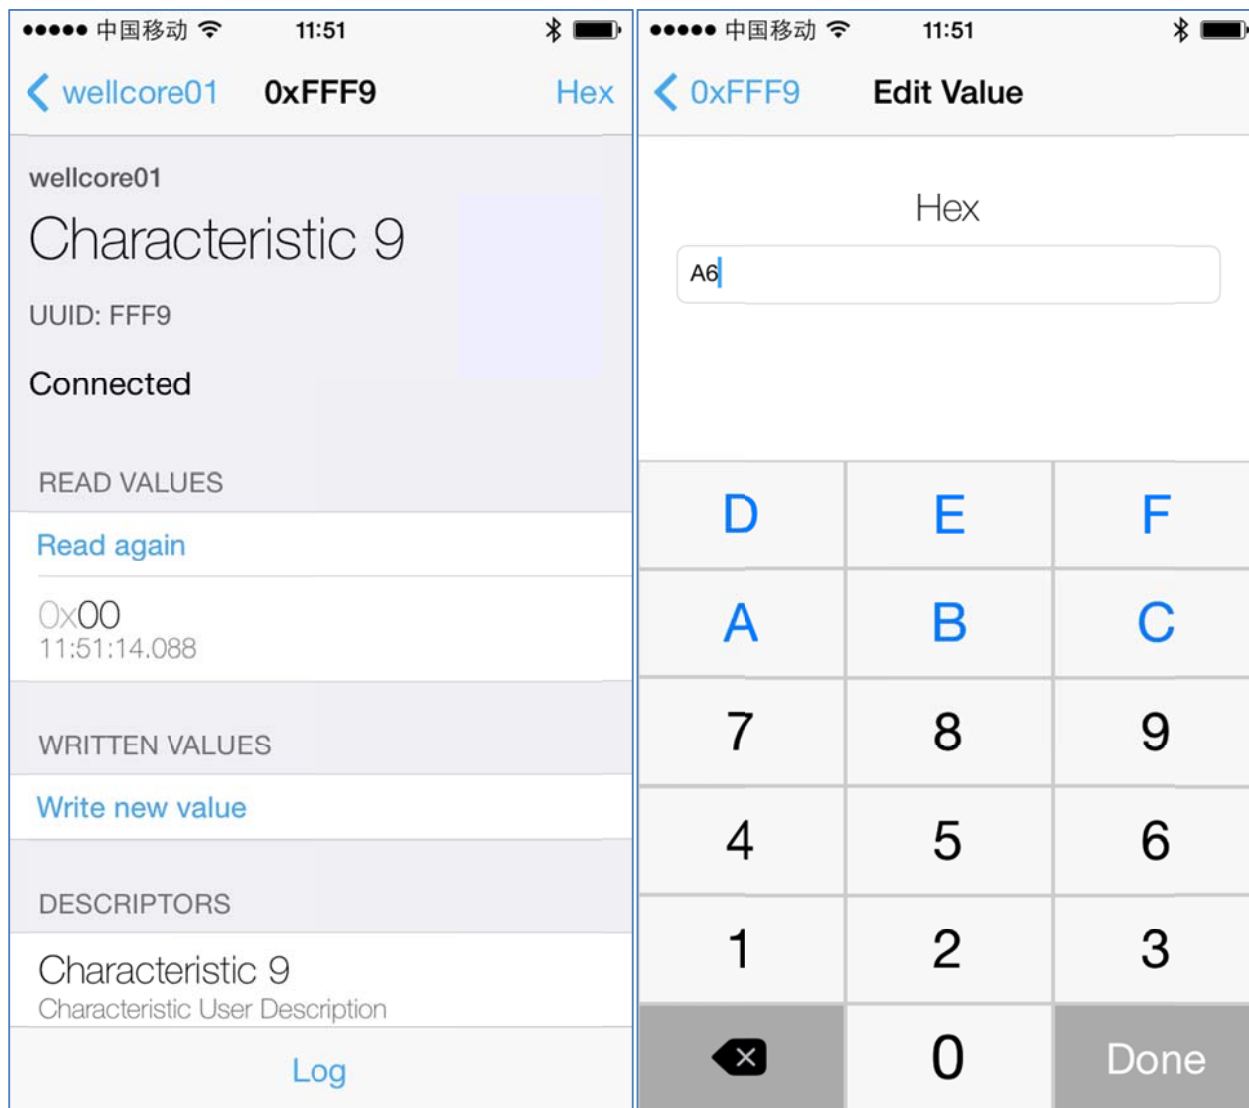 中国移动 11:51
wellcore01 0xFFF9 Hex
wellcore01
Characteristic 9
UUID: FFF9
Connected
READ VALUES
Read again
0x00
11:51:14.088
WRITTEN VALUES
Write new value
DESCRIPTORS
Characteristic 9
Characteristic User Description
Log
中国移动 11:51
0xFFF9 Edit Value
Hex
A6
D E F
A B C
7 8 9
4 5 6
1 2 3
0 Done